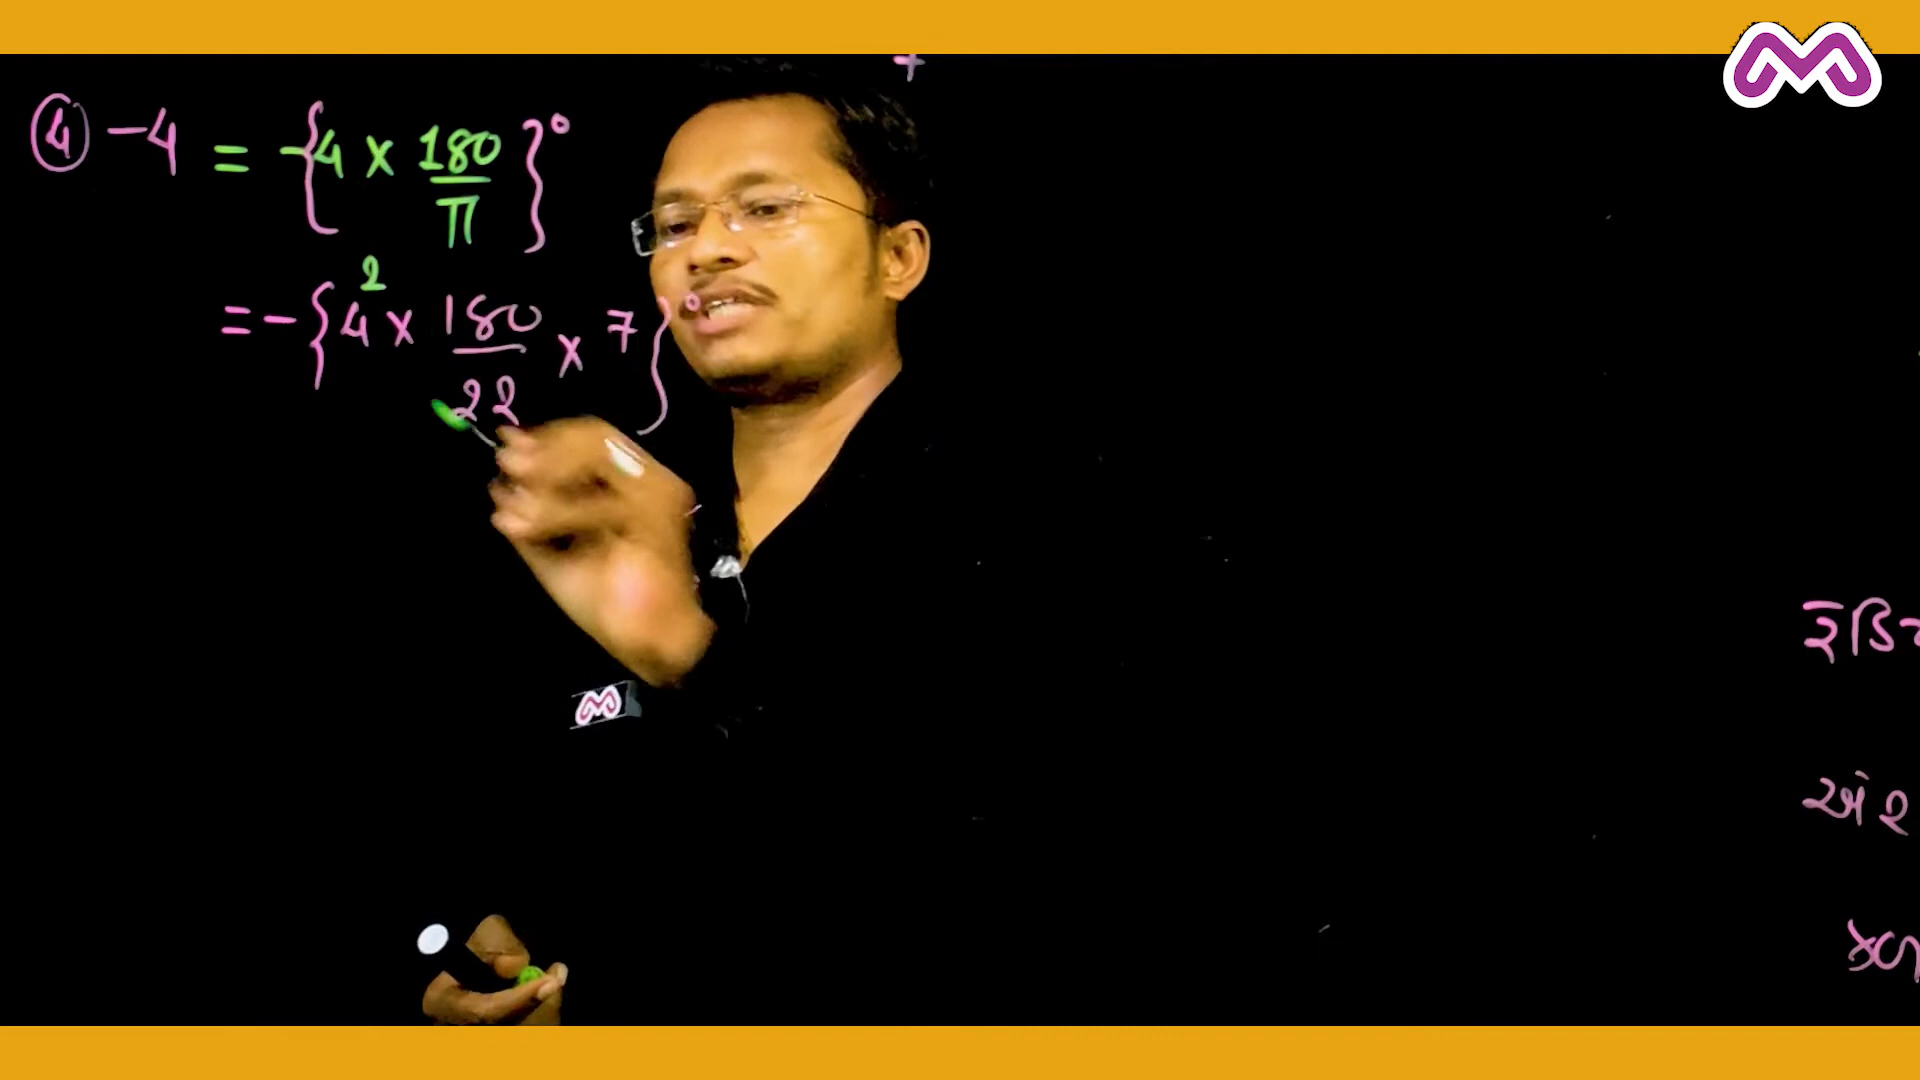 ④ -4 = -{4 × 180/π}°
2
= -{4 × 180/22 × 7}°